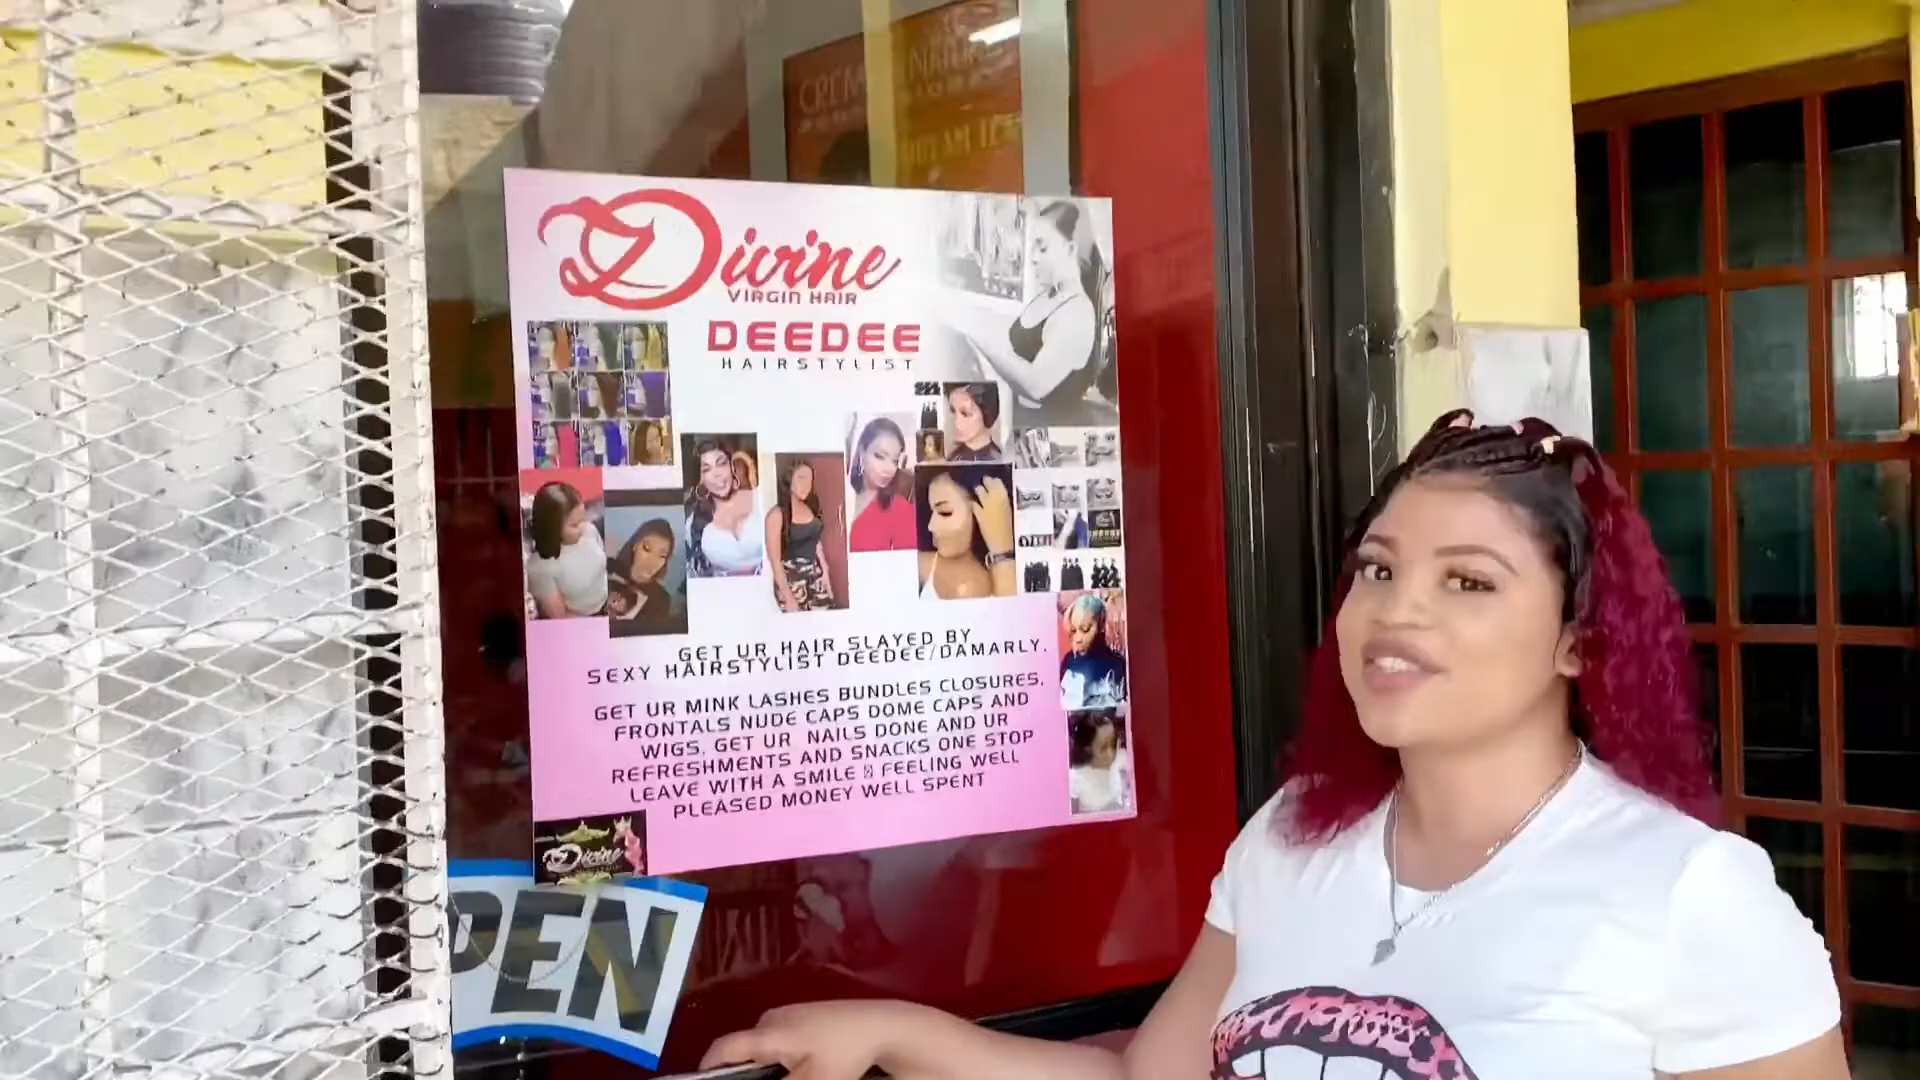 Divine
VIRGIN HAIR
DEEDEE
HAIRSTYLIST
GET UR HAIR SLAYED BY
SEXY HAIRSTYLIST DEEDEE/DAMARLY.
GET UR MINK LASHES BUNDLES CLOSURES,
FRONTALS NUDE CAPS DOME CAPS AND
WIGS, GET UR NAILS DONE AND UR
REFRESHMENTS AND SNACKS ONE STOP
LEAVE WITH A SMILE FEELING WELL
PLEASED MONEY WELL SPENT
Divine
PEN